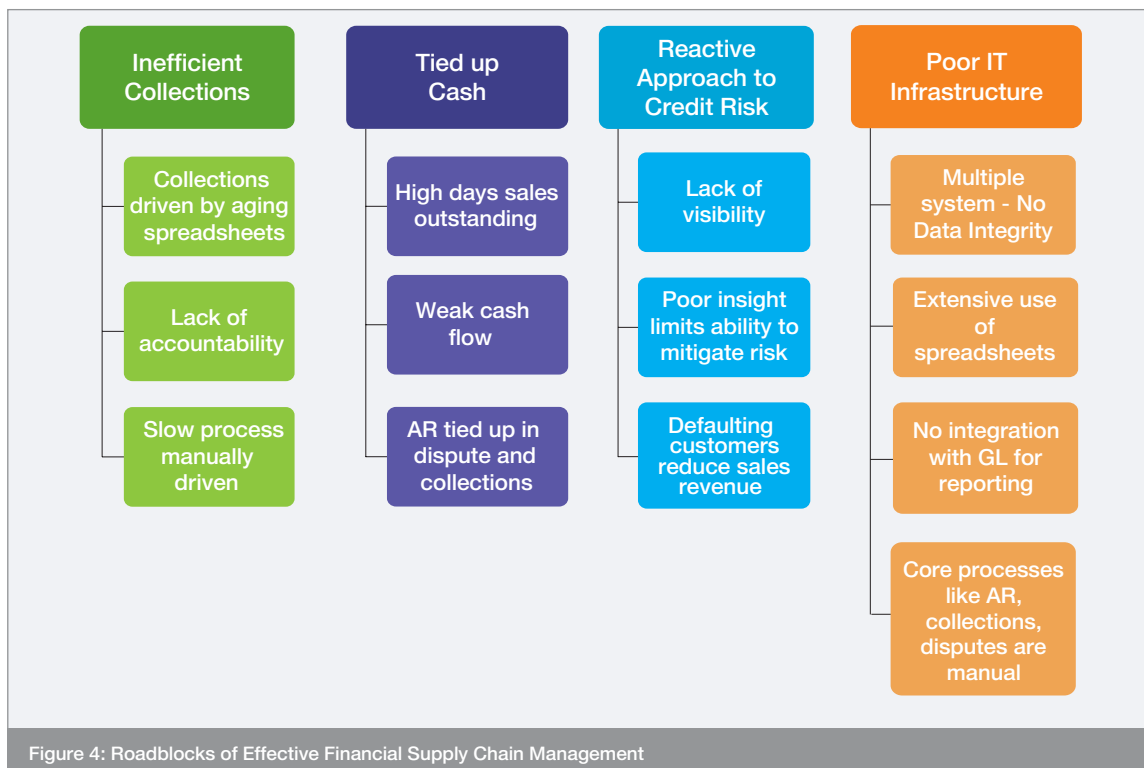 Inefficient
Collections
Collections
driven by aging
spreadsheets
Lack of
accountability
Slow process
manually
driven
Tied up
Cash
High days sales
outstanding
Weak cash
flow
AR tied up in
dispute and
collections
Reactive
Approach to
Credit Risk
Lack of
visibility
Poor insight
limits ability to
mitigate risk
Defaulting
customers
reduce sales
revenue
Poor IT
Infrastructure
Multiple
system - No
Data Integrity
Extensive use
of
spreadsheets
No integration
with GL for
reporting
Core processes
like AR,
collections,
disputes are
manual
Figure 4: Roadblocks of Effective Financial Supply Chain Management